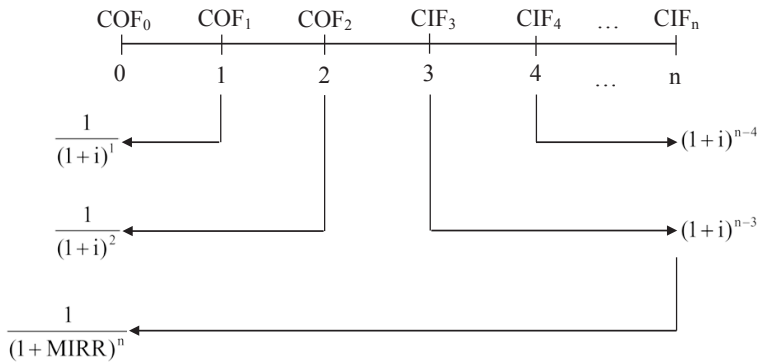 COF₀ COF₁ COF₂ CIF₃ CIF₄ ... CIFₙ
0 1 2 3 4 ... n
1/(1+i)¹ (1+i)ⁿ⁻⁴
1/(1+i)² (1+i)ⁿ⁻³
1/(1+MIRR)ⁿ